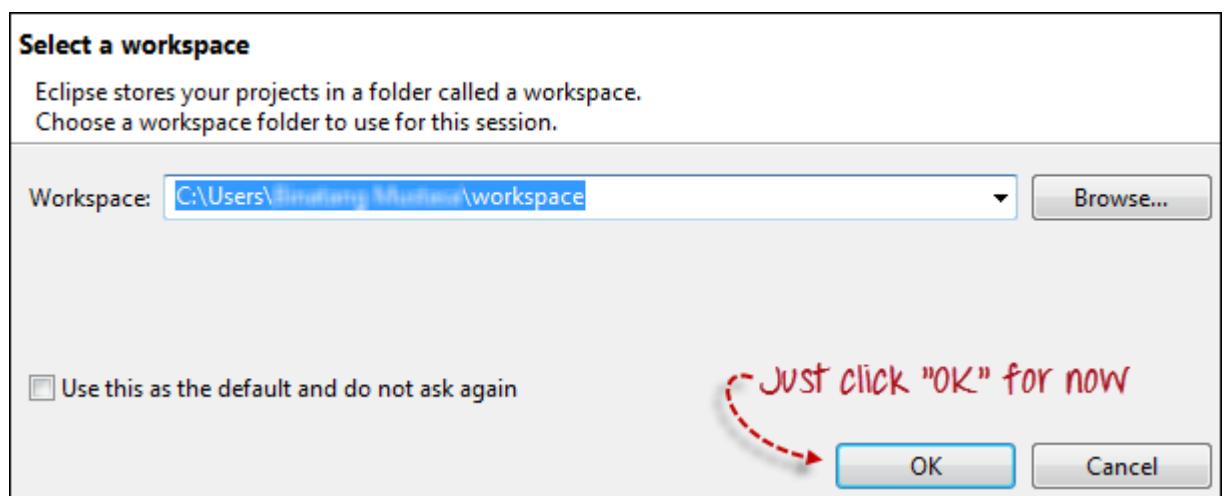 Select a workspace
Eclipse stores your projects in a folder called a workspace.
Choose a workspace folder to use for this session.
Workspace: C:\Users\ \workspace Browse...
Use this as the default and do not ask again
Just click "OK" for now
OK Cancel